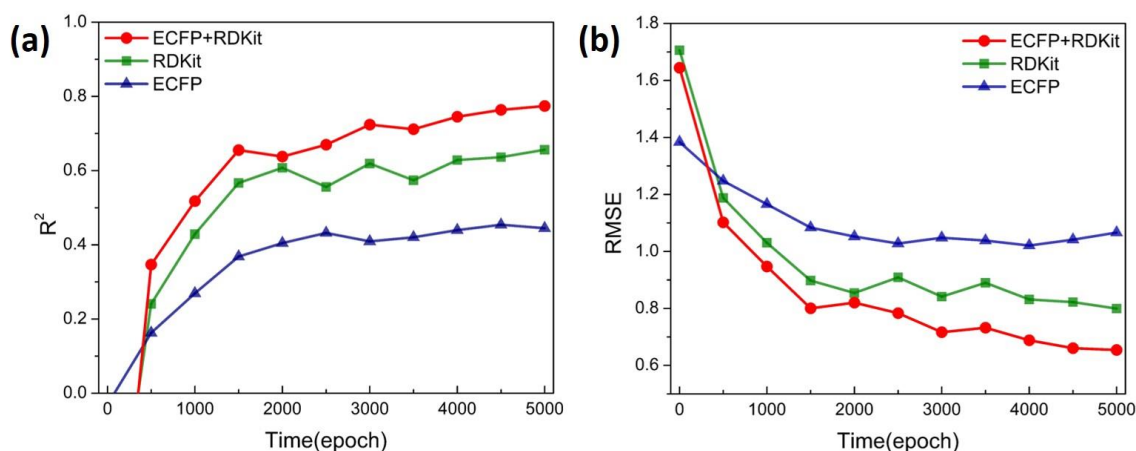 (a)
ECFP+RDKit
RDKit
ECFP
1.0
0.8
0.6
0.4
0.2
0.0
R²
0 1000 2000 3000 4000 5000
Time(epoch)
(b)
ECFP+RDKit
RDKit
ECFP
1.8
1.6
1.4
1.2
1.0
0.8
0.6
RMSE
0 1000 2000 3000 4000 5000
Time(epoch)